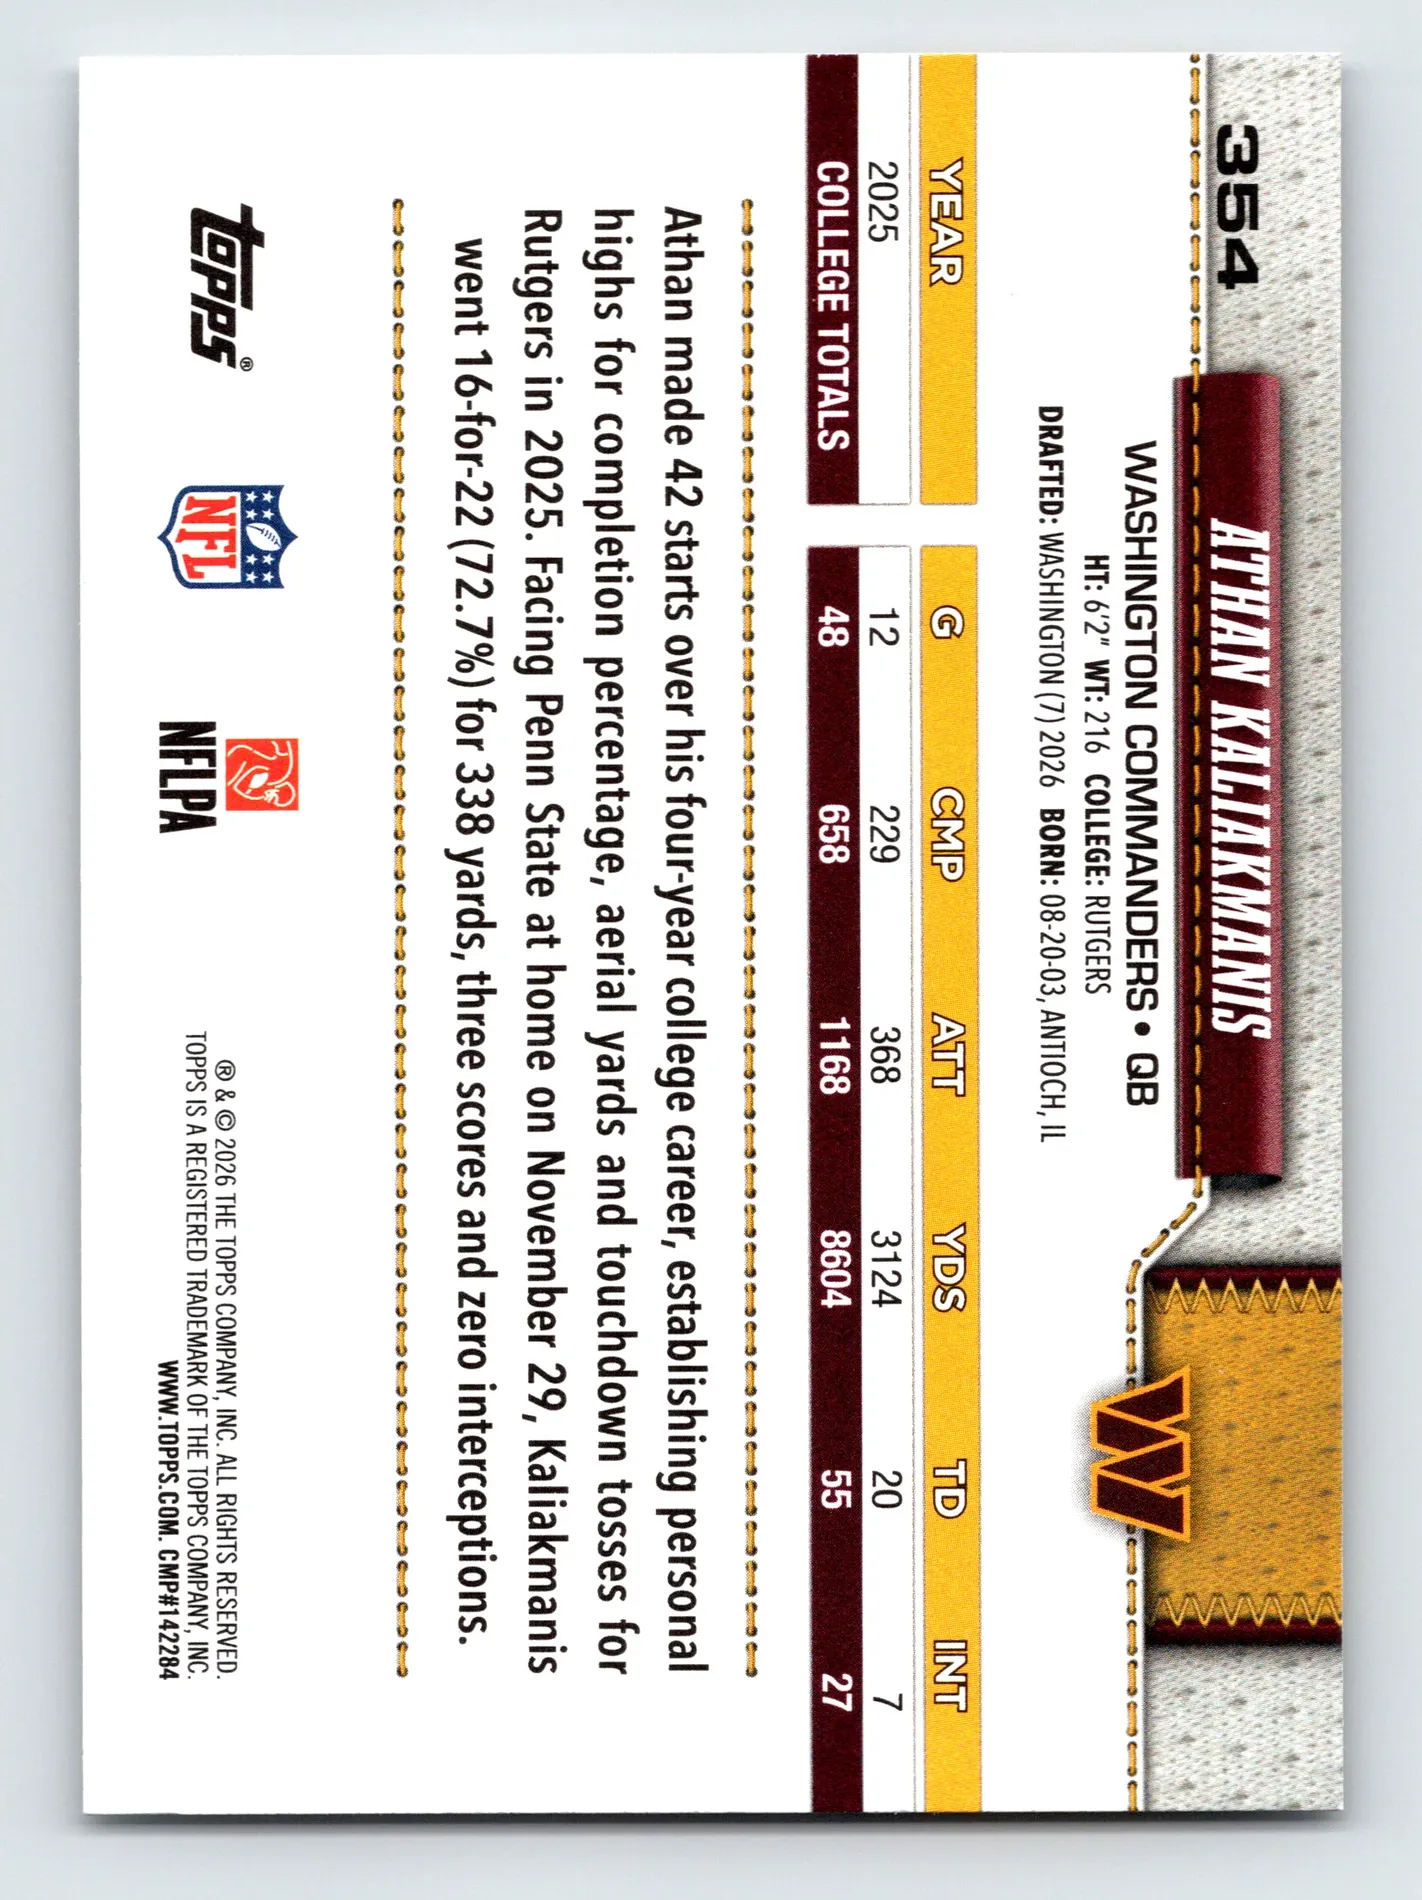 354
ATHAN KALIAKMANIS
WASHINGTON COMMANDERS • QB
HT: 6'2" WT: 216 COLLEGE: RUTGERS
DRAFTED: WASHINGTON (7) 2026 BORN: 08-20-03, ANTIOCH, IL
YEAR G CMP ATT YDS TD INT
2025 12 229 368 3124 20 7
COLLEGE TOTALS 48 658 1168 8604 55 27
Athan made 42 starts over his four-year college career, establishing personal
highs for completion percentage, aerial yards and touchdown tosses for
Rutgers in 2025. Facing Penn State at home on November 29, Kaliakmanis
went 16-for-22 (72.7%) for 338 yards, three scores and zero interceptions.
topps®
NFL
NFLPA
® & © 2026 THE TOPPS COMPANY, INC. ALL RIGHTS RESERVED.
TOPPS IS A REGISTERED TRADEMARK OF THE TOPPS COMPANY, INC.
WWW.TOPPS.COM. CMP#142284
W